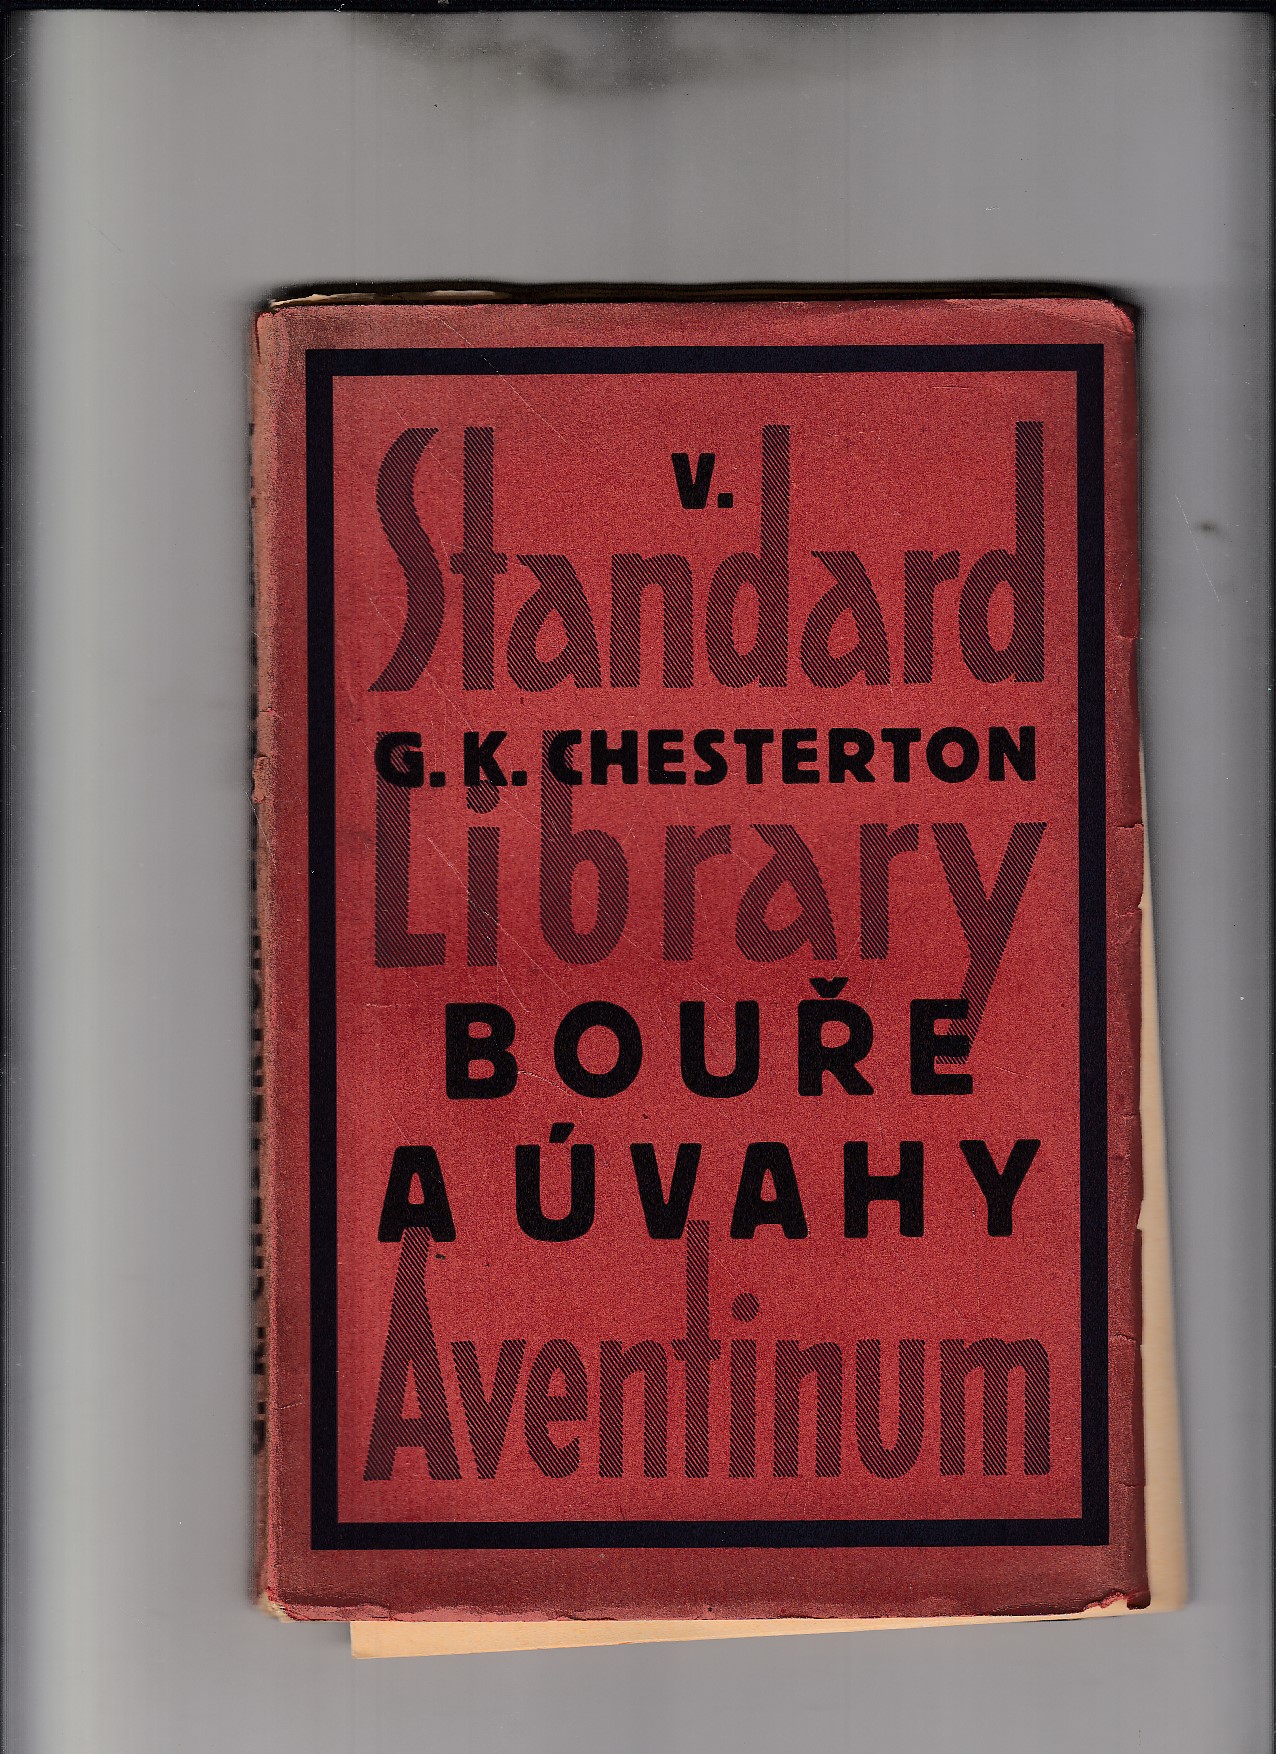 V.
Standard
G. K. CHESTERTON
Library
BOUŘE
A ÚVAHY
Aventinum